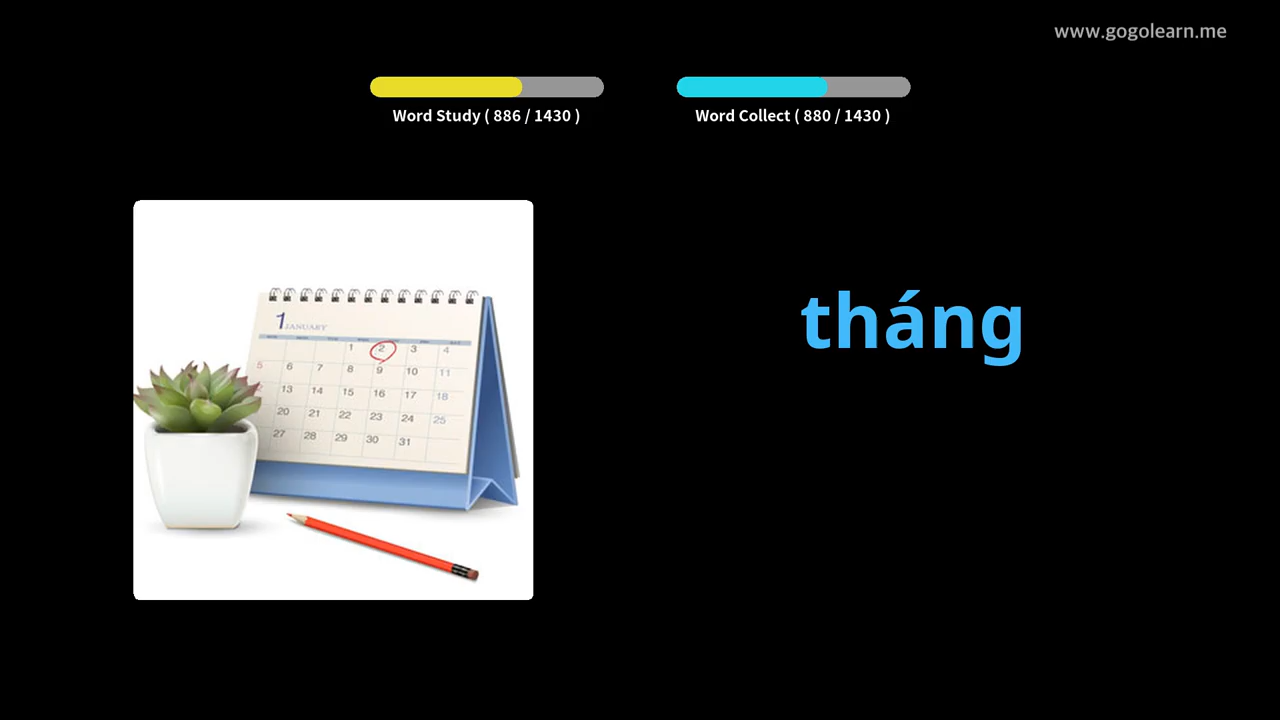 www.gogolearn.me
Word Study ( 886 / 1430 )
Word Collect ( 880 / 1430 )
tháng
1 JANUARY
1 2 3 4
5 6 7 8 9 10 11
2 13 14 15 16 17 18
20 21 22 23 24 25
27 28 29 30 31